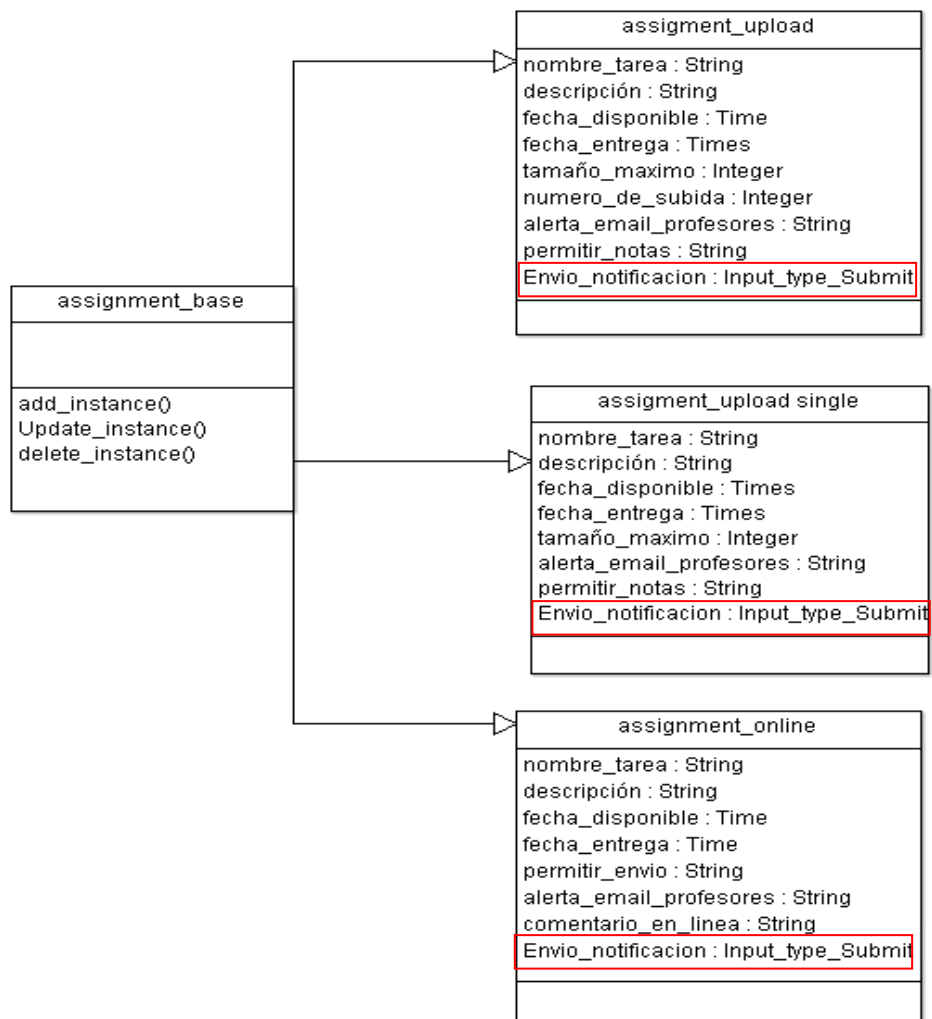 assigment_upload
nombre_tarea : String
descripción : String
fecha_disponible : Time
fecha_entrega : Times
tamaño_maximo : Integer
numero_de_subida : Integer
alerta_email_profesores : String
permitir_notas : String
Envio_notificacion : Input_type_Submit
assignment_base
add_instance()
Update_instance()
delete_instance()
assigment_upload single
nombre_tarea : String
descripción : String
fecha_disponible : Times
fecha_entrega : Times
tamaño_maximo : Integer
alerta_email_profesores : String
permitir_notas : String
Envio_notificacion : Input_type_Submit
assignment_online
nombre_tarea : String
descripción : String
fecha_disponible : Time
fecha_entrega : Time
permitir_envio : String
alerta_email_profesores : String
comentario_en_linea : String
Envio_notificacion : Input_type_Submit